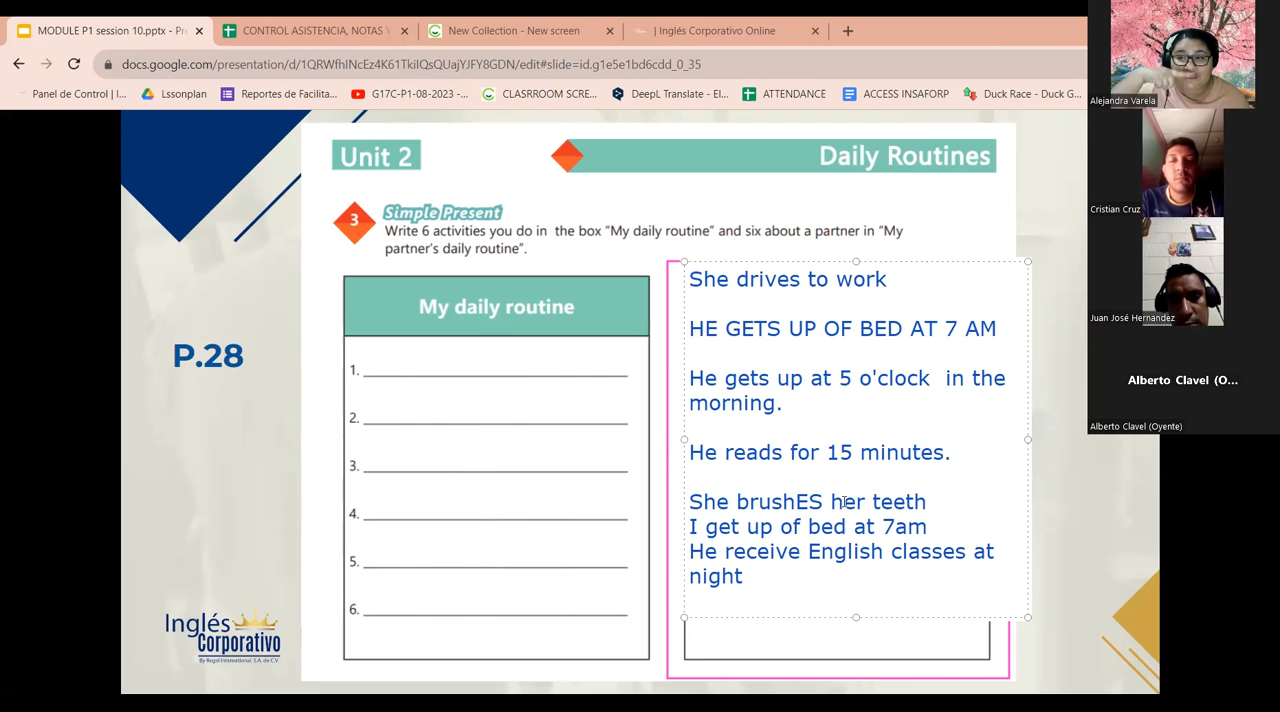 MODULE P1 session 10.pptx - Pr
CONTROL ASISTENCIA, NOTAS Y
New Collection - New screen
| Inglés Corporativo Online
docs.google.com/presentation/d/1QRWfhINcEz4K61TkilQsQUajYJFY8GDN/edit#slide=id.g1e5e1bd6cdd_0_35
Panel de Control | I...
Lssonplan
Reportes de Facilita...
G17C-P1-08-2023 -...
CLASRROOM SCRE...
DeepL Translate - El...
ATTENDANCE
ACCESS INSAFORP
Duck Race - Duck G...
Unit 2
Daily Routines
3
Simple Present
Write 6 activities you do in the box “My daily routine” and six about a partner in “My
partner’s daily routine”.
My daily routine
1.
2.
3.
4.
5.
6.
P.28
She drives to work
HE GETS UP OF BED AT 7 AM
He gets up at 5 o'clock in the
morning.
He reads for 15 minutes.
She brushES her teeth
I get up of bed at 7am
He receive English classes at
night
Inglés
Corporativo
By Regal International S.A. de C.V
Alejandra Varela
Cristian Cruz
Juan José Hernandez
Alberto Clavel (O...
Alberto Clavel (Oyente)